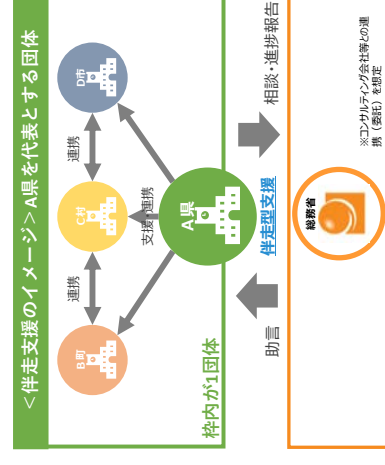 ＜伴走支援のイメージ＞A県を代表とする団体
B町
C村
D市
連携
連携
支援・連携
A県
枠内が1団体
助言
伴走型支援
相談・進捗報告
総務省
※コンサルティング会社等との連
携（委託）を想定